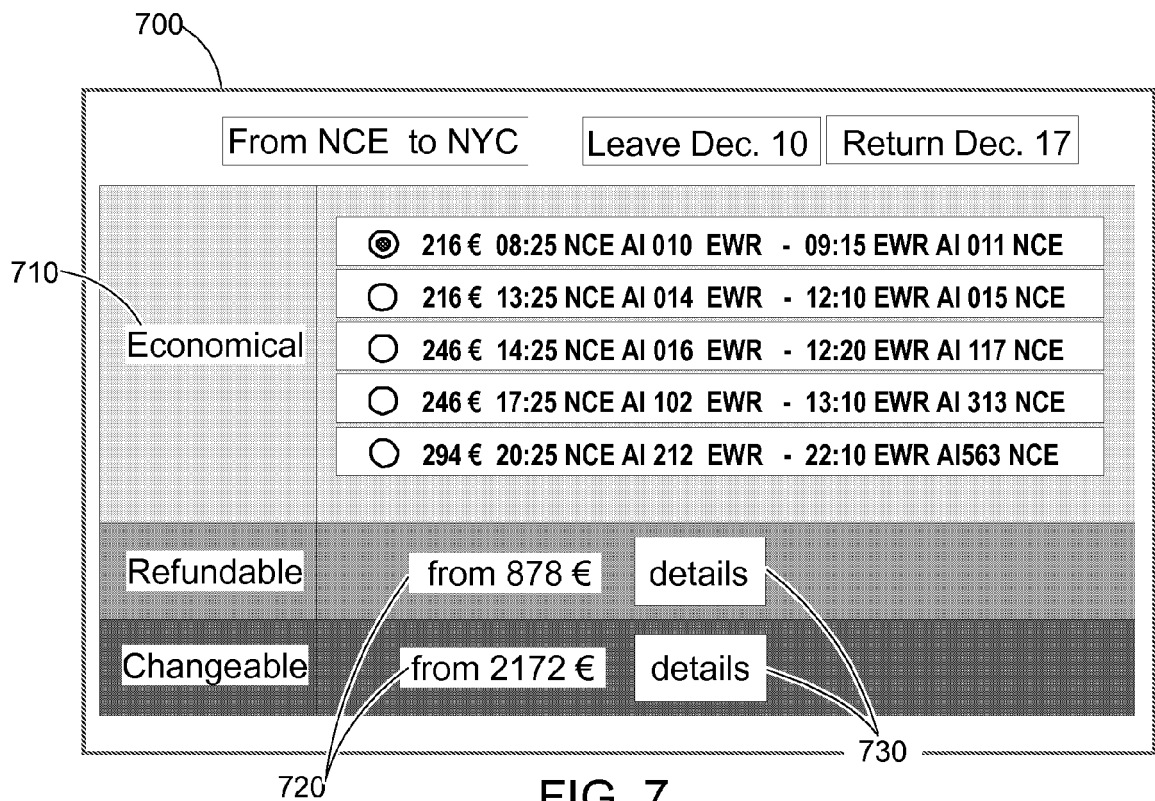 700
From NCE to NYC Leave Dec. 10 Return Dec. 17
216 € 08:25 NCE AI 010 EWR - 09:15 EWR AI 011 NCE
710
216 € 13:25 NCE AI 014 EWR - 12:10 EWR AI 015 NCE
Economical
246 € 14:25 NCE AI 016 EWR - 12:20 EWR AI 117 NCE
246 € 17:25 NCE AI 102 EWR - 13:10 EWR AI 313 NCE
294 € 20:25 NCE AI 212 EWR - 22:10 EWR AI563 NCE
Refundable from 878 € details
Changeable from 2172 € details
730
720
FIG. 7